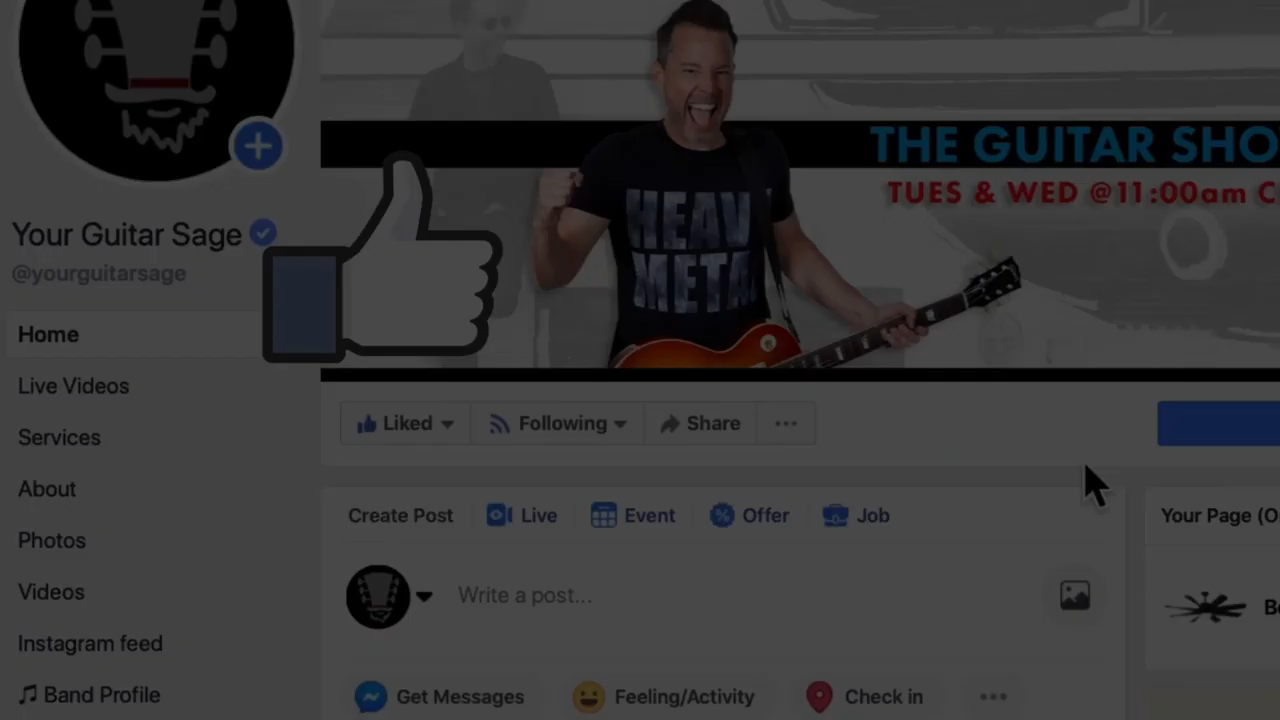 THE GUITAR SHO
TUES & WED @11:00am C
HEAV
METAL
Your Guitar Sage
@yourguitarsage
Home
Live Videos
Services
About
Photos
Videos
Instagram feed
Band Profile
Liked
Following
Share
Create Post
Live
Event
Offer
Job
Write a post...
Get Messages
Feeling/Activity
Check in
Your Page (O
B